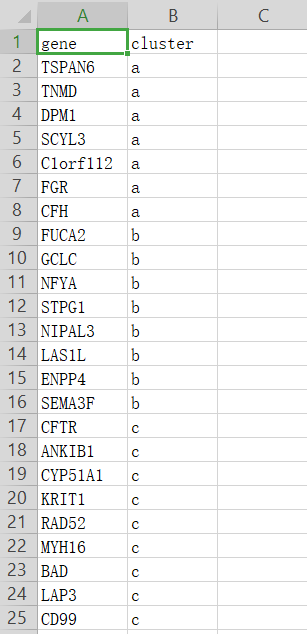 A B C
1 gene cluster
2 TSPAN6 a
3 TNMD a
4 DPM1 a
5 SCYL3 a
6 C1orf112 a
7 FGR a
8 CFH a
9 FUCA2 b
10 GCLC b
11 NFYA b
12 STPG1 b
13 NIPAL3 b
14 LAS1L b
15 ENPP4 b
16 SEMA3F b
17 CFTR c
18 ANKIB1 c
19 CYP51A1 c
20 KRIT1 c
21 RAD52 c
22 MYH16 c
23 BAD c
24 LAP3 c
25 CD99 c